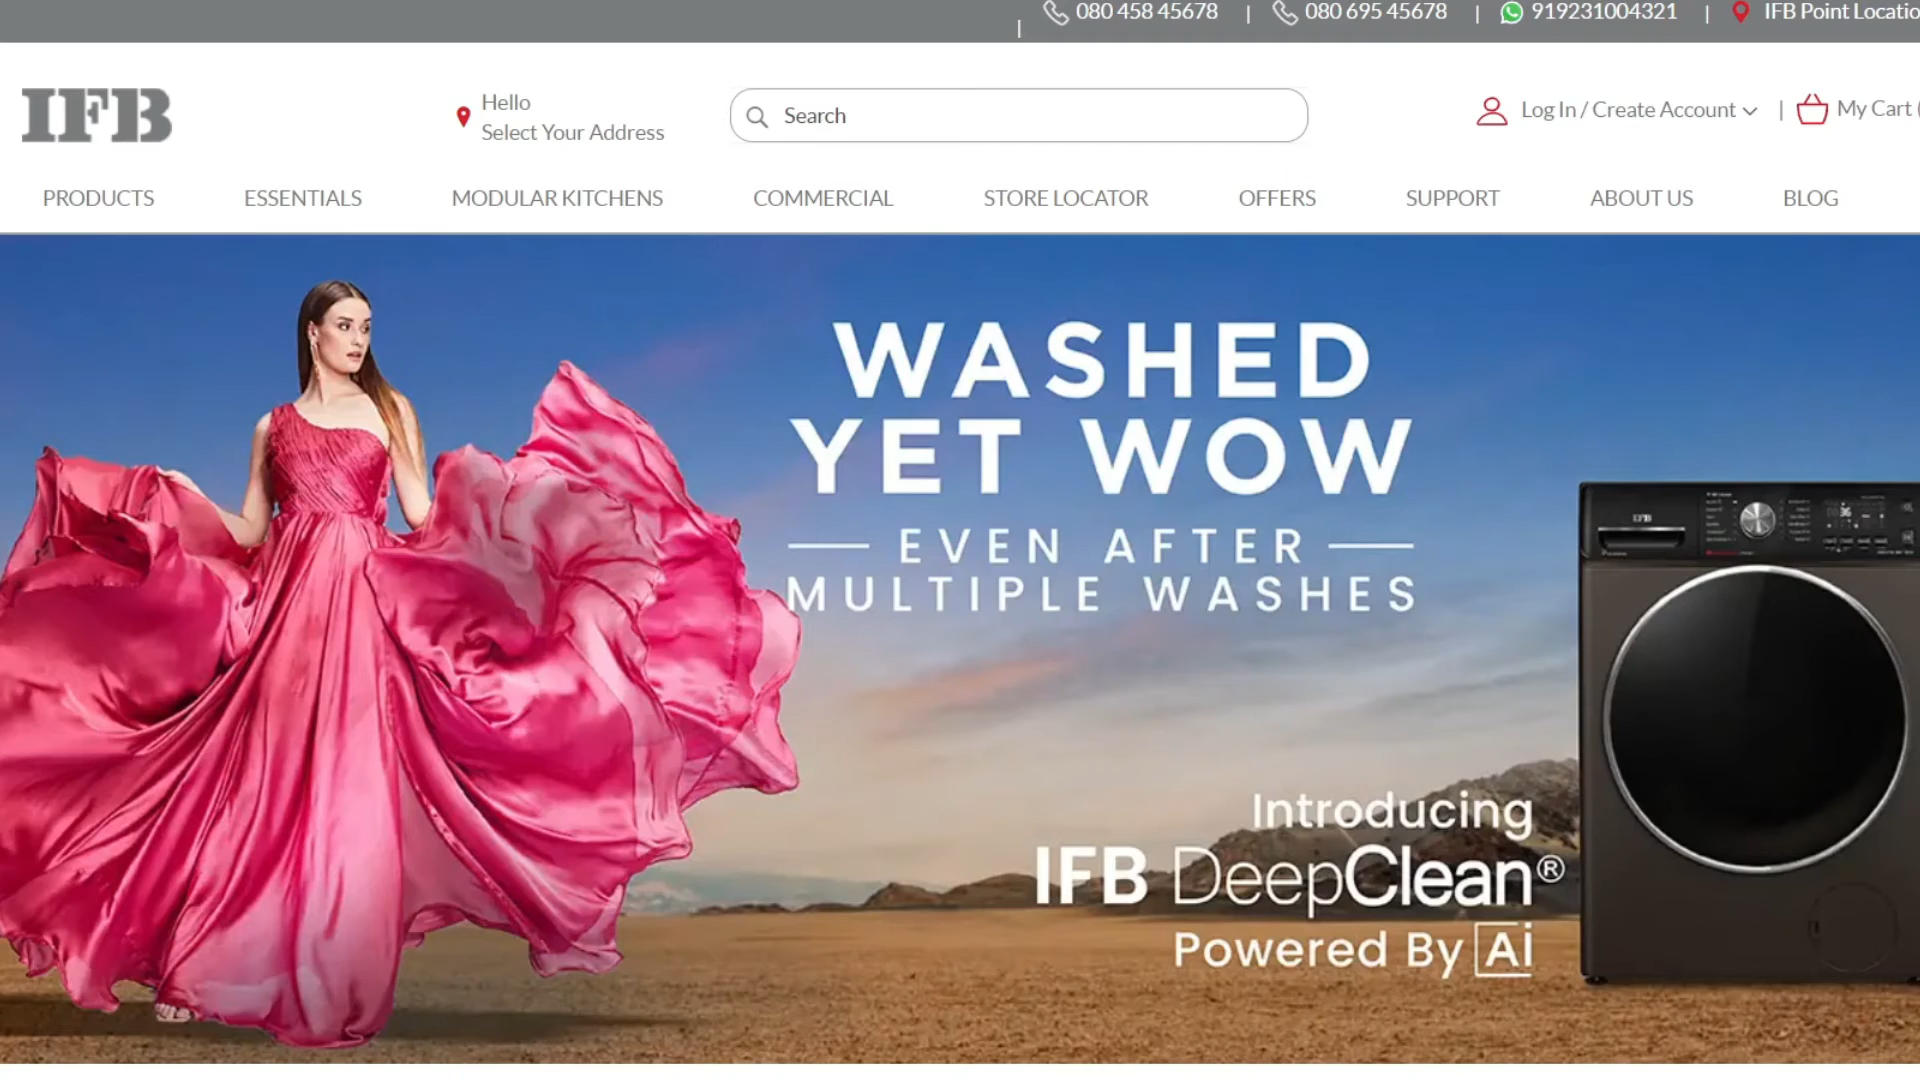 080 458 45678 | 080 695 45678 | 919231004321 | IFB Point Locatio
IFB
Hello
Select Your Address
Search
Log In / Create Account
| My Cart (
PRODUCTS ESSENTIALS MODULAR KITCHENS COMMERCIAL STORE LOCATOR OFFERS SUPPORT ABOUT US BLOG
WASHED
YET WOW
EVEN AFTER
MULTIPLE WASHES
IFB
36
Introducing
IFB DeepClean®
Powered By Ai